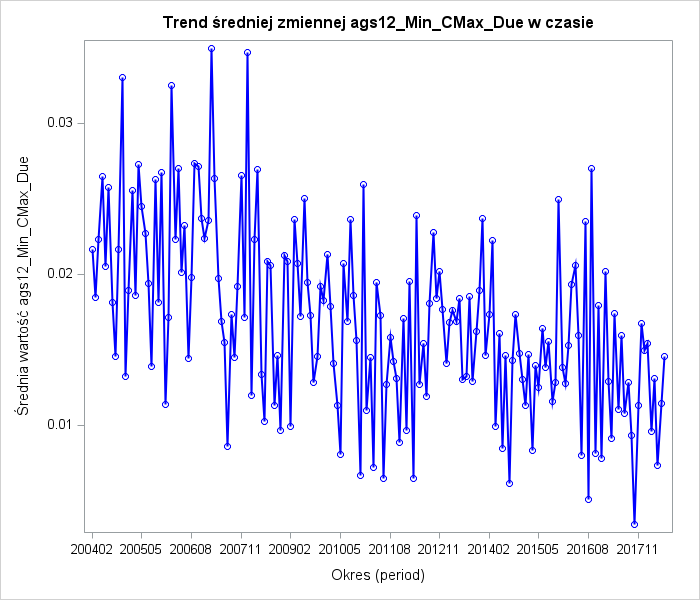 Trend średniej zmiennej ags12_Min_CMax_Due w czasie
Średnia wartość ags12_Min_CMax_Due
0.03
0.02
0.01
200402 200505 200608 200711 200902 201005 201108 201211 201402 201505 201608 201711
Okres (period)